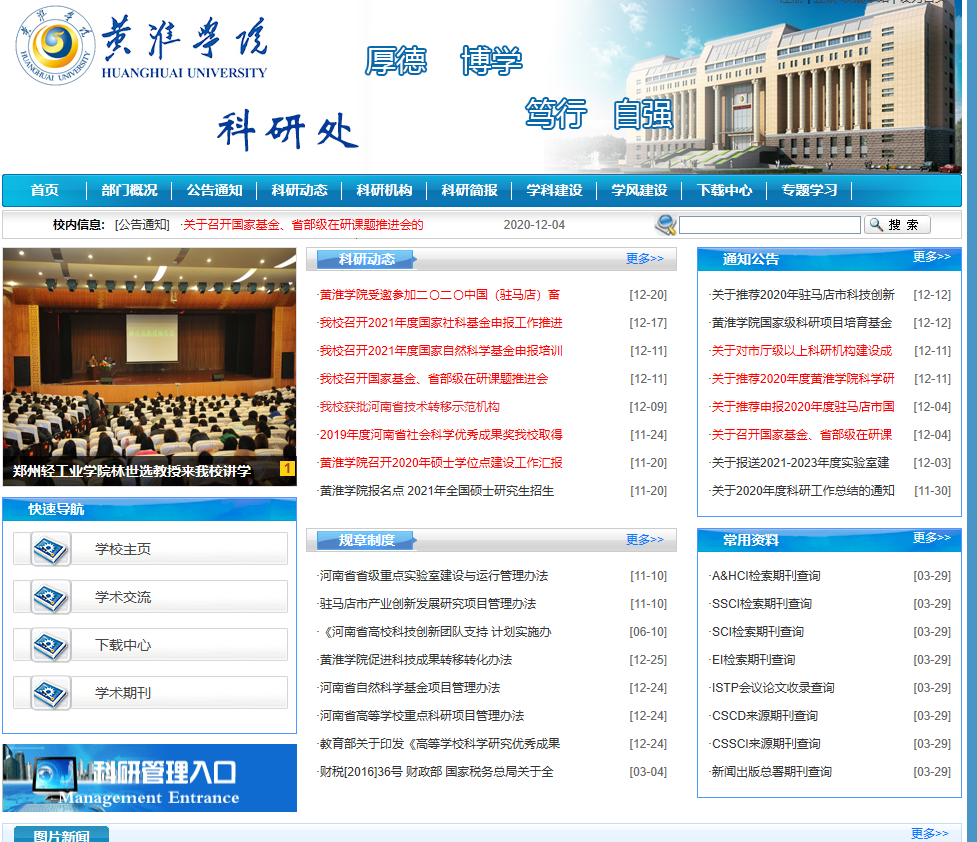 黄淮学院
HUANGHUAI UNIVERSITY
厚德 博学
笃行 自强
科研处
首页 部门概况 公告通知 科研动态 科研机构 科研简报 学科建设 学风建设 下载中心 专题学习
校内信息: [公告通知] ·关于召开国家基金、省部级在研课题推进会的 2020-12-04 搜 索
郑州轻工业学院林世选教授来我校讲学 1
快速导航
学校主页
学术交流
下载中心
学术期刊
科研管理入口
Management Entrance
科研动态 更多>>
·黄淮学院受邀参加二〇二〇中国（驻马店）畜 [12-20]
·我校召开2021年度国家社科基金申报工作推进 [12-17]
·我校召开2021年度国家自然科学基金申报培训 [12-11]
·我校召开国家基金、省部级在研课题推进会 [12-11]
·我校获批河南省技术转移示范机构 [12-09]
·2019年度河南省社会科学优秀成果奖我校取得 [11-24]
·黄淮学院召开2020年硕士学位点建设工作汇报 [11-20]
·黄淮学院报名点 2021年全国硕士研究生招生 [11-20]
规章制度 更多>>
·河南省省级重点实验室建设与运行管理办法 [11-10]
·驻马店市产业创新发展研究项目管理办法 [11-10]
·《河南省高校科技创新团队支持 计划实施办 [06-10]
·黄淮学院促进科技成果转移转化办法 [12-25]
·河南省自然科学基金项目管理办法 [12-24]
·河南省高等学校重点科研项目管理办法 [12-24]
·教育部关于印发《高等学校科学研究优秀成果 [12-24]
·财税[2016]36号 财政部 国家税务总局关于全 [03-04]
通知公告 更多>>
·关于推荐2020年驻马店市科技创新 [12-12]
·黄淮学院国家级科研项目培育基金 [12-12]
·关于对市厅级以上科研机构建设成 [12-11]
·关于推荐2020年度黄淮学院科学研 [12-11]
·关于推荐申报2020年度驻马店市国 [12-04]
·关于召开国家基金、省部级在研课 [12-04]
·关于报送2021-2023年度实验室建 [12-03]
·关于2020年度科研工作总结的通知 [11-30]
常用资料 更多>>
·A&HCI检索期刊查询 [03-29]
·SSCI检索期刊查询 [03-29]
·SCI检索期刊查询 [03-29]
·EI检索期刊查询 [03-29]
·ISTP会议论文收录查询 [03-29]
·CSCD来源期刊查询 [03-29]
·CSSCI来源期刊查询 [03-29]
·新闻出版总署期刊查询 [03-29]
图片新闻 更多>>